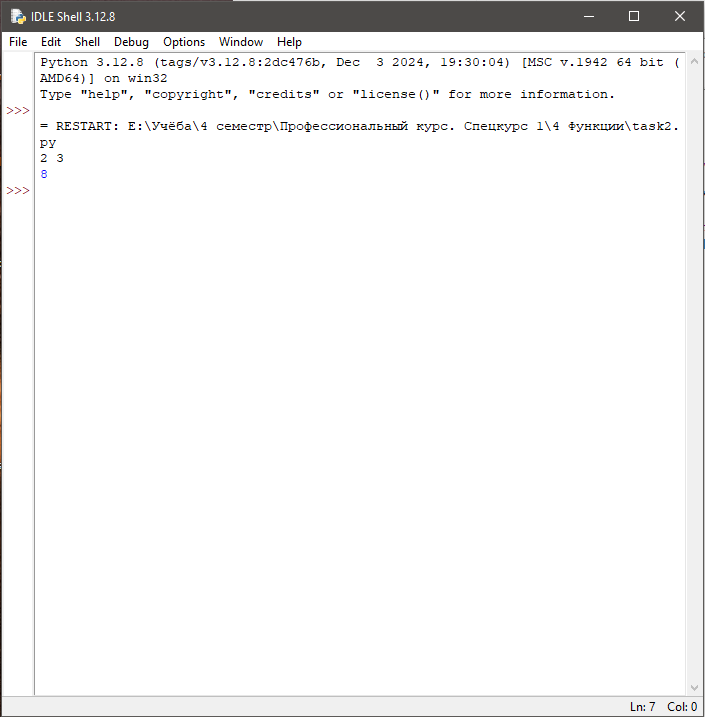 IDLE Shell 3.12.8
File Edit Shell Debug Options Window Help
Python 3.12.8 (tags/v3.12.8:2dc476b, Dec  3 2024, 19:30:04) [MSC v.1942 64 bit (
AMD64)] on win32
Type "help", "copyright", "credits" or "license()" for more information.
>>>
= RESTART: E:\Учёба\4 семестр\Профессиональный курс. Спецкурс 1\4 Функции\task2.
py
2 3
8
>>>
Ln: 7 Col: 0